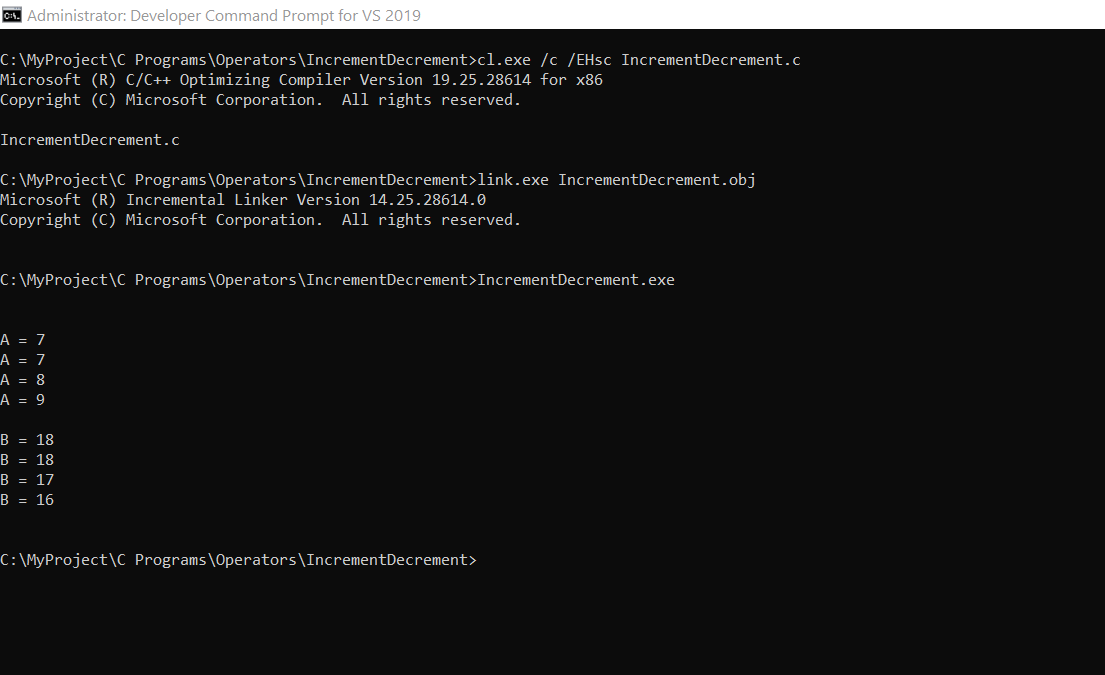 Administrator: Developer Command Prompt for VS 2019
C:\MyProject\C Programs\Operators\IncrementDecrement>cl.exe /c /EHsc IncrementDecrement.c
Microsoft (R) C/C++ Optimizing Compiler Version 19.25.28614 for x86
Copyright (C) Microsoft Corporation.  All rights reserved.
IncrementDecrement.c
C:\MyProject\C Programs\Operators\IncrementDecrement>link.exe IncrementDecrement.obj
Microsoft (R) Incremental Linker Version 14.25.28614.0
Copyright (C) Microsoft Corporation.  All rights reserved.
C:\MyProject\C Programs\Operators\IncrementDecrement>IncrementDecrement.exe
A = 7
A = 7
A = 8
A = 9
B = 18
B = 18
B = 17
B = 16
C:\MyProject\C Programs\Operators\IncrementDecrement>